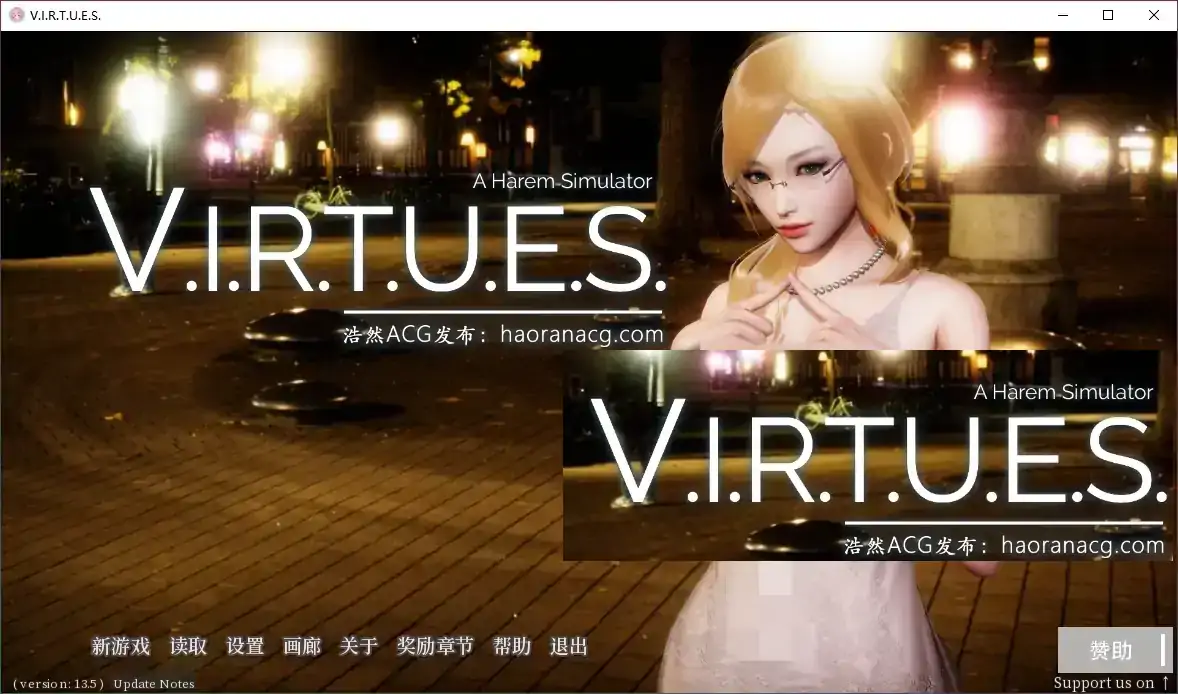 V.I.R.T.U.E.S.
A Harem Simulator
V.I.R.T.U.E.S.
浩然ACG发布：haoranacg.com
A Harem Simulator
V.I.R.T.U.E.S.
浩然ACG发布：haoranacg.com
新游戏 读取 设置 画廊 关于 奖励章节 帮助 退出
赞助
(version: 13.5) Update Notes
Support us on ↑